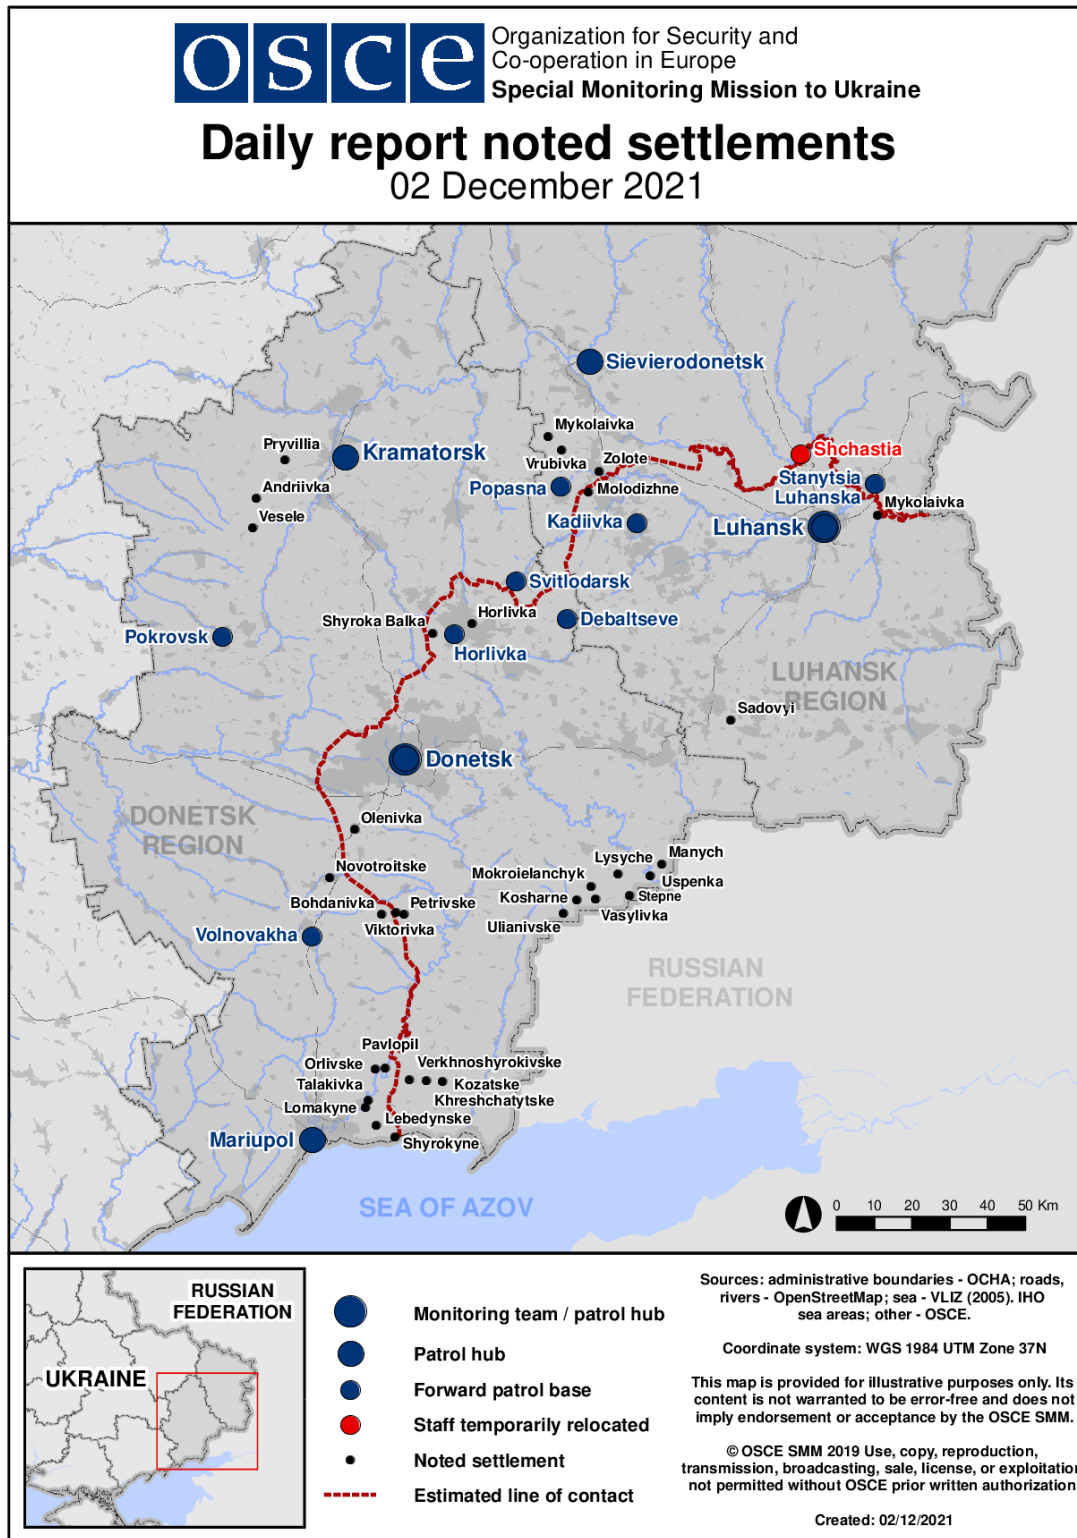 osce
Organization for Security and
Co-operation in Europe
Special Monitoring Mission to Ukraine
Daily report noted settlements
02 December 2021
Sievierodonetsk
Mykolaivka
Pryvillia
Kramatorsk
Vrubivka
Zolote
Shchastia
Andriivka
Popasna
Molodizhne
Stanytsia
Luhanska
Mykolaivka
Vesele
Kadiivka
Luhansk
Svitlodarsk
Horlivka
Shyroka Balka
Debaltseve
Pokrovsk
Horlivka
LUHANSK
REGION
Sadovyi
Donetsk
DONETSK
REGION
Olenivka
Novotroitske
Lysyche
Manych
Mokroielanchyk
Uspenka
Bohdanivka
Petrivske
Kosharne
Stepne
Viktorivka
Ulianivske
Vasylivka
Volnovakha
RUSSIAN
FEDERATION
Pavlopil
Orlivske
Verkhnoshyrokivske
Talakivka
Kozatske
Lomakyne
Khreshchatytske
Lebedynske
Mariupol
Shyrokyne
SEA OF AZOV
0 10 20 30 40 50 Km
RUSSIAN
FEDERATION
UKRAINE
Monitoring team / patrol hub
Patrol hub
Forward patrol base
Staff temporarily relocated
Noted settlement
Estimated line of contact
Sources: administrative boundaries - OCHA; roads,
rivers - OpenStreetMap; sea - VLIZ (2005). IHO
sea areas; other - OSCE.
Coordinate system: WGS 1984 UTM Zone 37N
This map is provided for illustrative purposes only. Its
content is not warranted to be error-free and does not
imply endorsement or acceptance by the OSCE SMM.
© OSCE SMM 2019 Use, copy, reproduction,
transmission, broadcasting, sale, license, or exploitation
not permitted without OSCE prior written authorization
Created: 02/12/2021